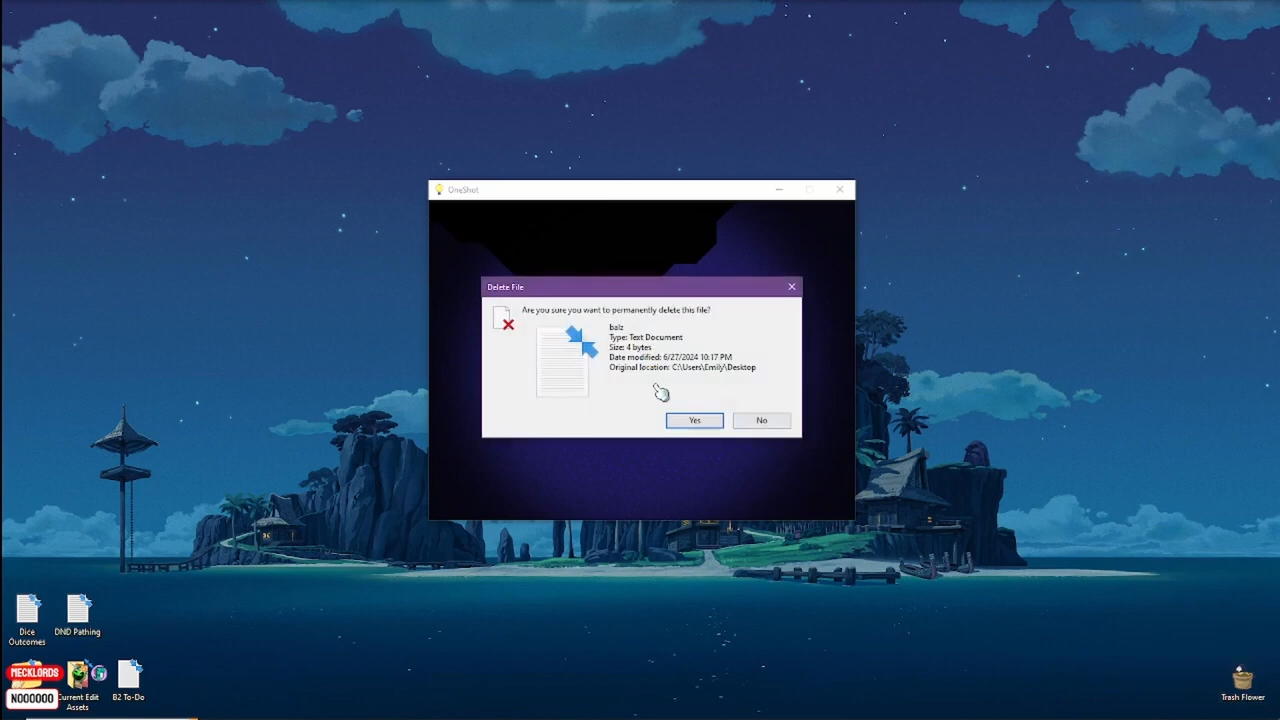 OneShot
Delete File
Are you sure you want to permanently delete this file?
balz
Type: Text Document
Size: 4 bytes
Date modified: 6/27/2024 10:17 PM
Original location: C:\Users\Emily\Desktop
Yes
No
Dice
Outcomes
DND Pathing
MECKLORDS
NOOOOOO
Current Edit
Assets
B2 To-Do
Trash Flower